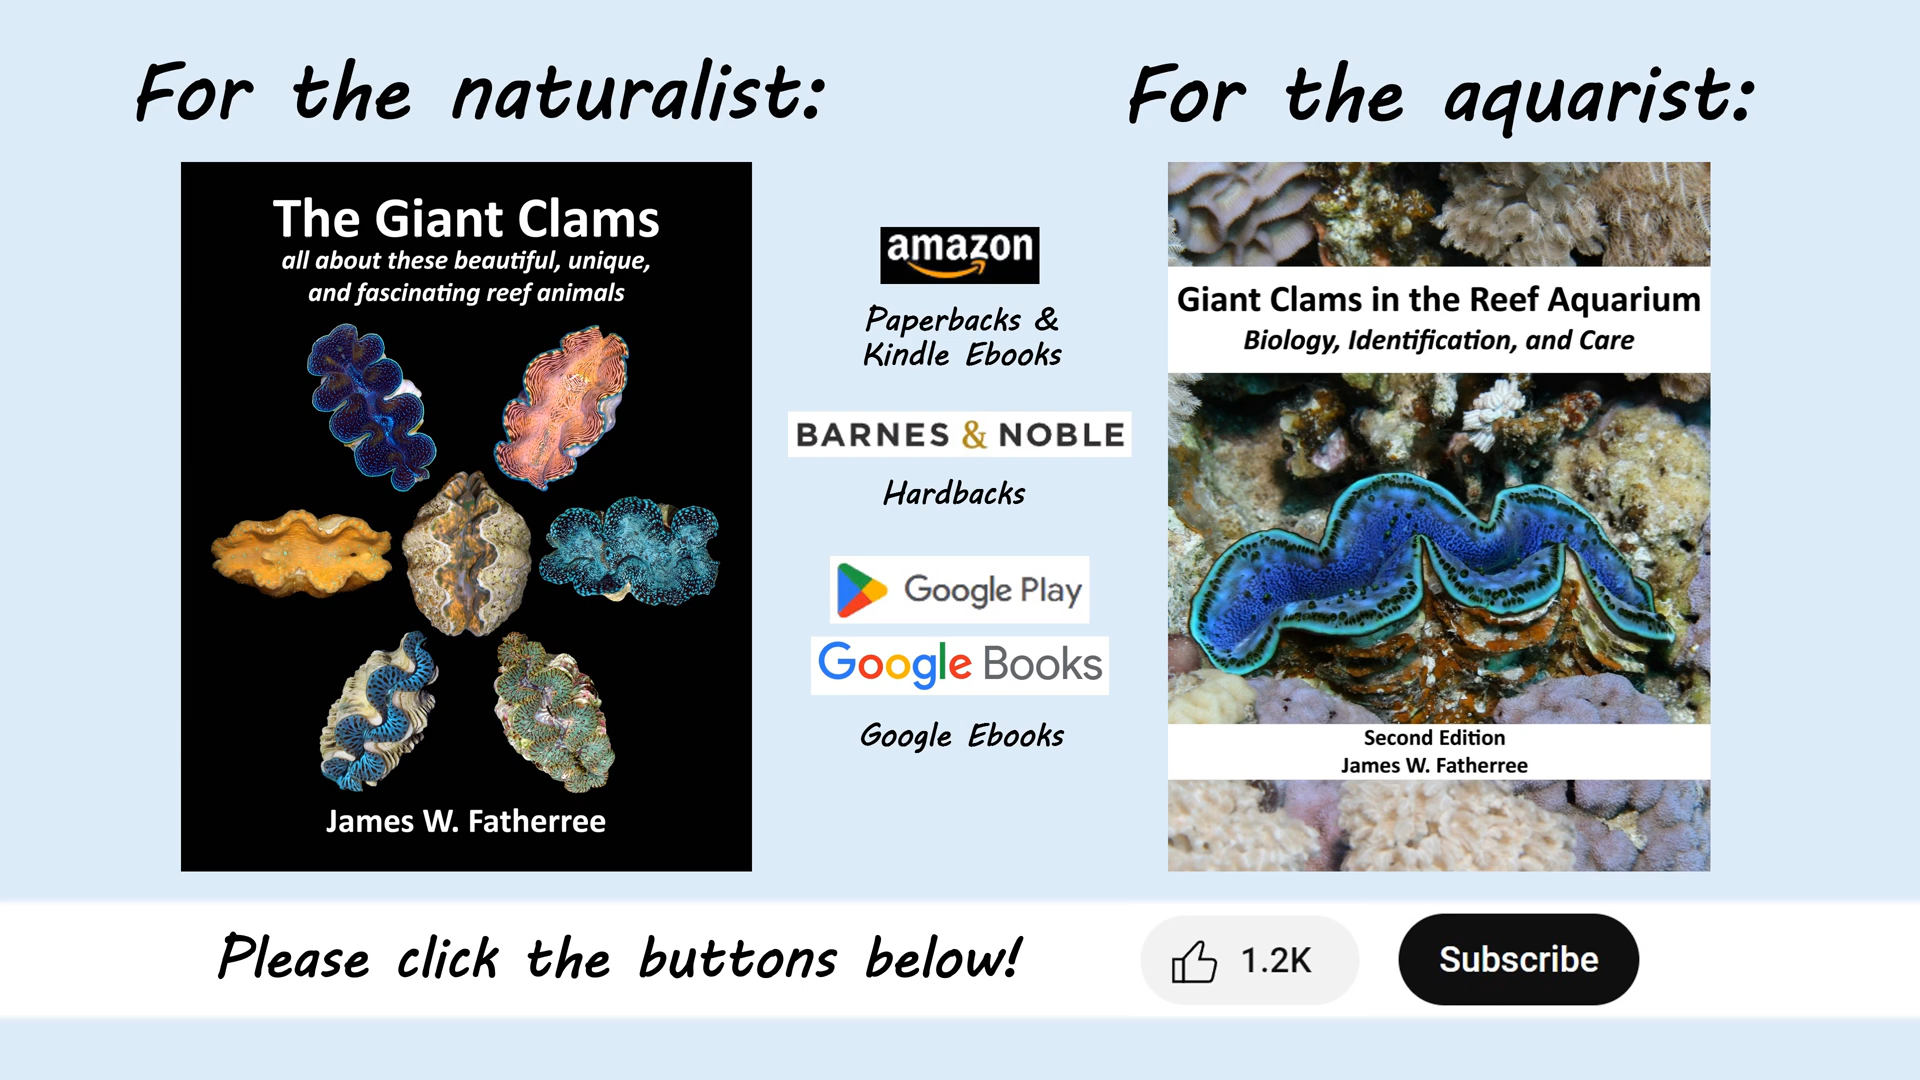 For the naturalist:
The Giant Clams
all about these beautiful, unique,
and fascinating reef animals
James W. Fatherree
amazon
Paperbacks &
Kindle Ebooks
BARNES & NOBLE
Hardbacks
Google Play
Google Books
Google Ebooks
For the aquarist:
Giant Clams in the Reef Aquarium
Biology, Identification, and Care
Second Edition
James W. Fatherree
Please click the buttons below!
1.2K
Subscribe